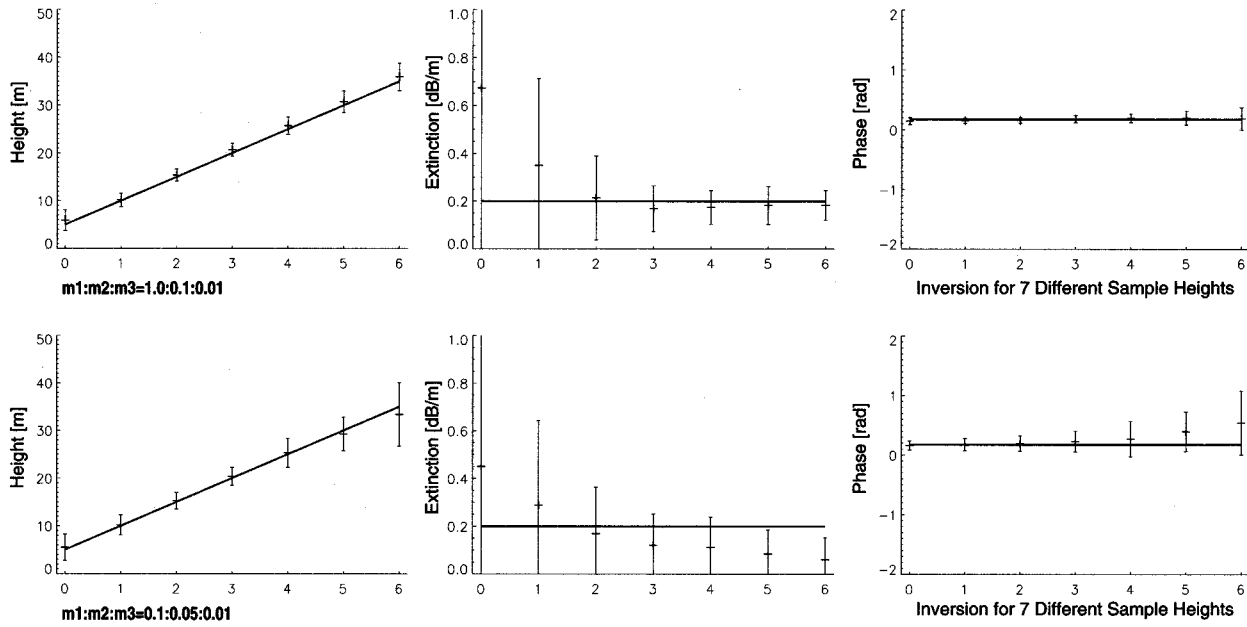 Height [m]
50
40
30
20
10
0
0 1 2 3 4 5 6
m1:m2:m3=1.0:0.1:0.01
Extinction [dB/m]
1.0
0.8
0.6
0.4
0.2
0.0
0 1 2 3 4 5 6
Phase [rad]
2
1
0
−1
−2
0 1 2 3 4 5 6
Inversion for 7 Different Sample Heights
Height [m]
50
40
30
20
10
0
0 1 2 3 4 5 6
m1:m2:m3=0.1:0.05:0.01
Extinction [dB/m]
1.0
0.8
0.6
0.4
0.2
0.0
0 1 2 3 4 5 6
Phase [rad]
2
1
0
−1
−2
0 1 2 3 4 5 6
Inversion for 7 Different Sample Heights